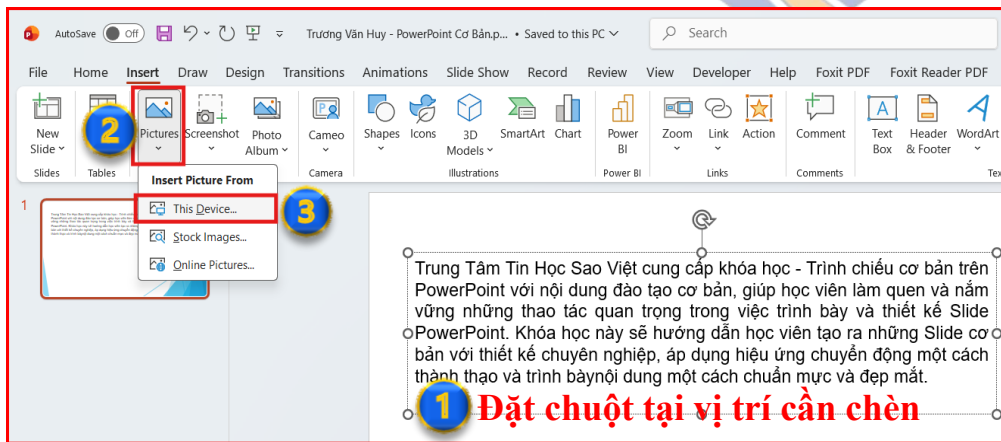 AutoSave Off Trương Văn Huy - PowerPoint Cơ Bản.p... • Saved to this PC Search
File Home Insert Draw Design Transitions Animations Slide Show Record Review View Developer Help Foxit PDF Foxit Reader PDF
New Slide
2
Pictures
Screenshot
Photo Album
Cameo
Shapes
Icons
3D Models
SmartArt
Chart
Power BI
Zoom
Link
Action
Comment
Text Box
Header & Footer
WordArt
Slides Tables Camera Illustrations Power BI Links Comments
Insert Picture From
This Device...
3
Stock Images...
Online Pictures...
1
Trung Tâm Tin Học Sao Việt cung cấp khóa học - Trình chiếu cơ bản trên
PowerPoint với nội dung đào tạo cơ bản, giúp học viên làm quen và nắm
vững những thao tác quan trọng trong việc trình bày và thiết kế Slide
PowerPoint. Khóa học này sẽ hướng dẫn học viên tạo ra những Slide cơ
bản với thiết kế chuyên nghiệp, áp dụng hiệu ứng chuyển động một cách
thành thạo và trình bàynội dung một cách chuẩn mực và đẹp mắt.
1 Đặt chuột tại vị trí cần chèn